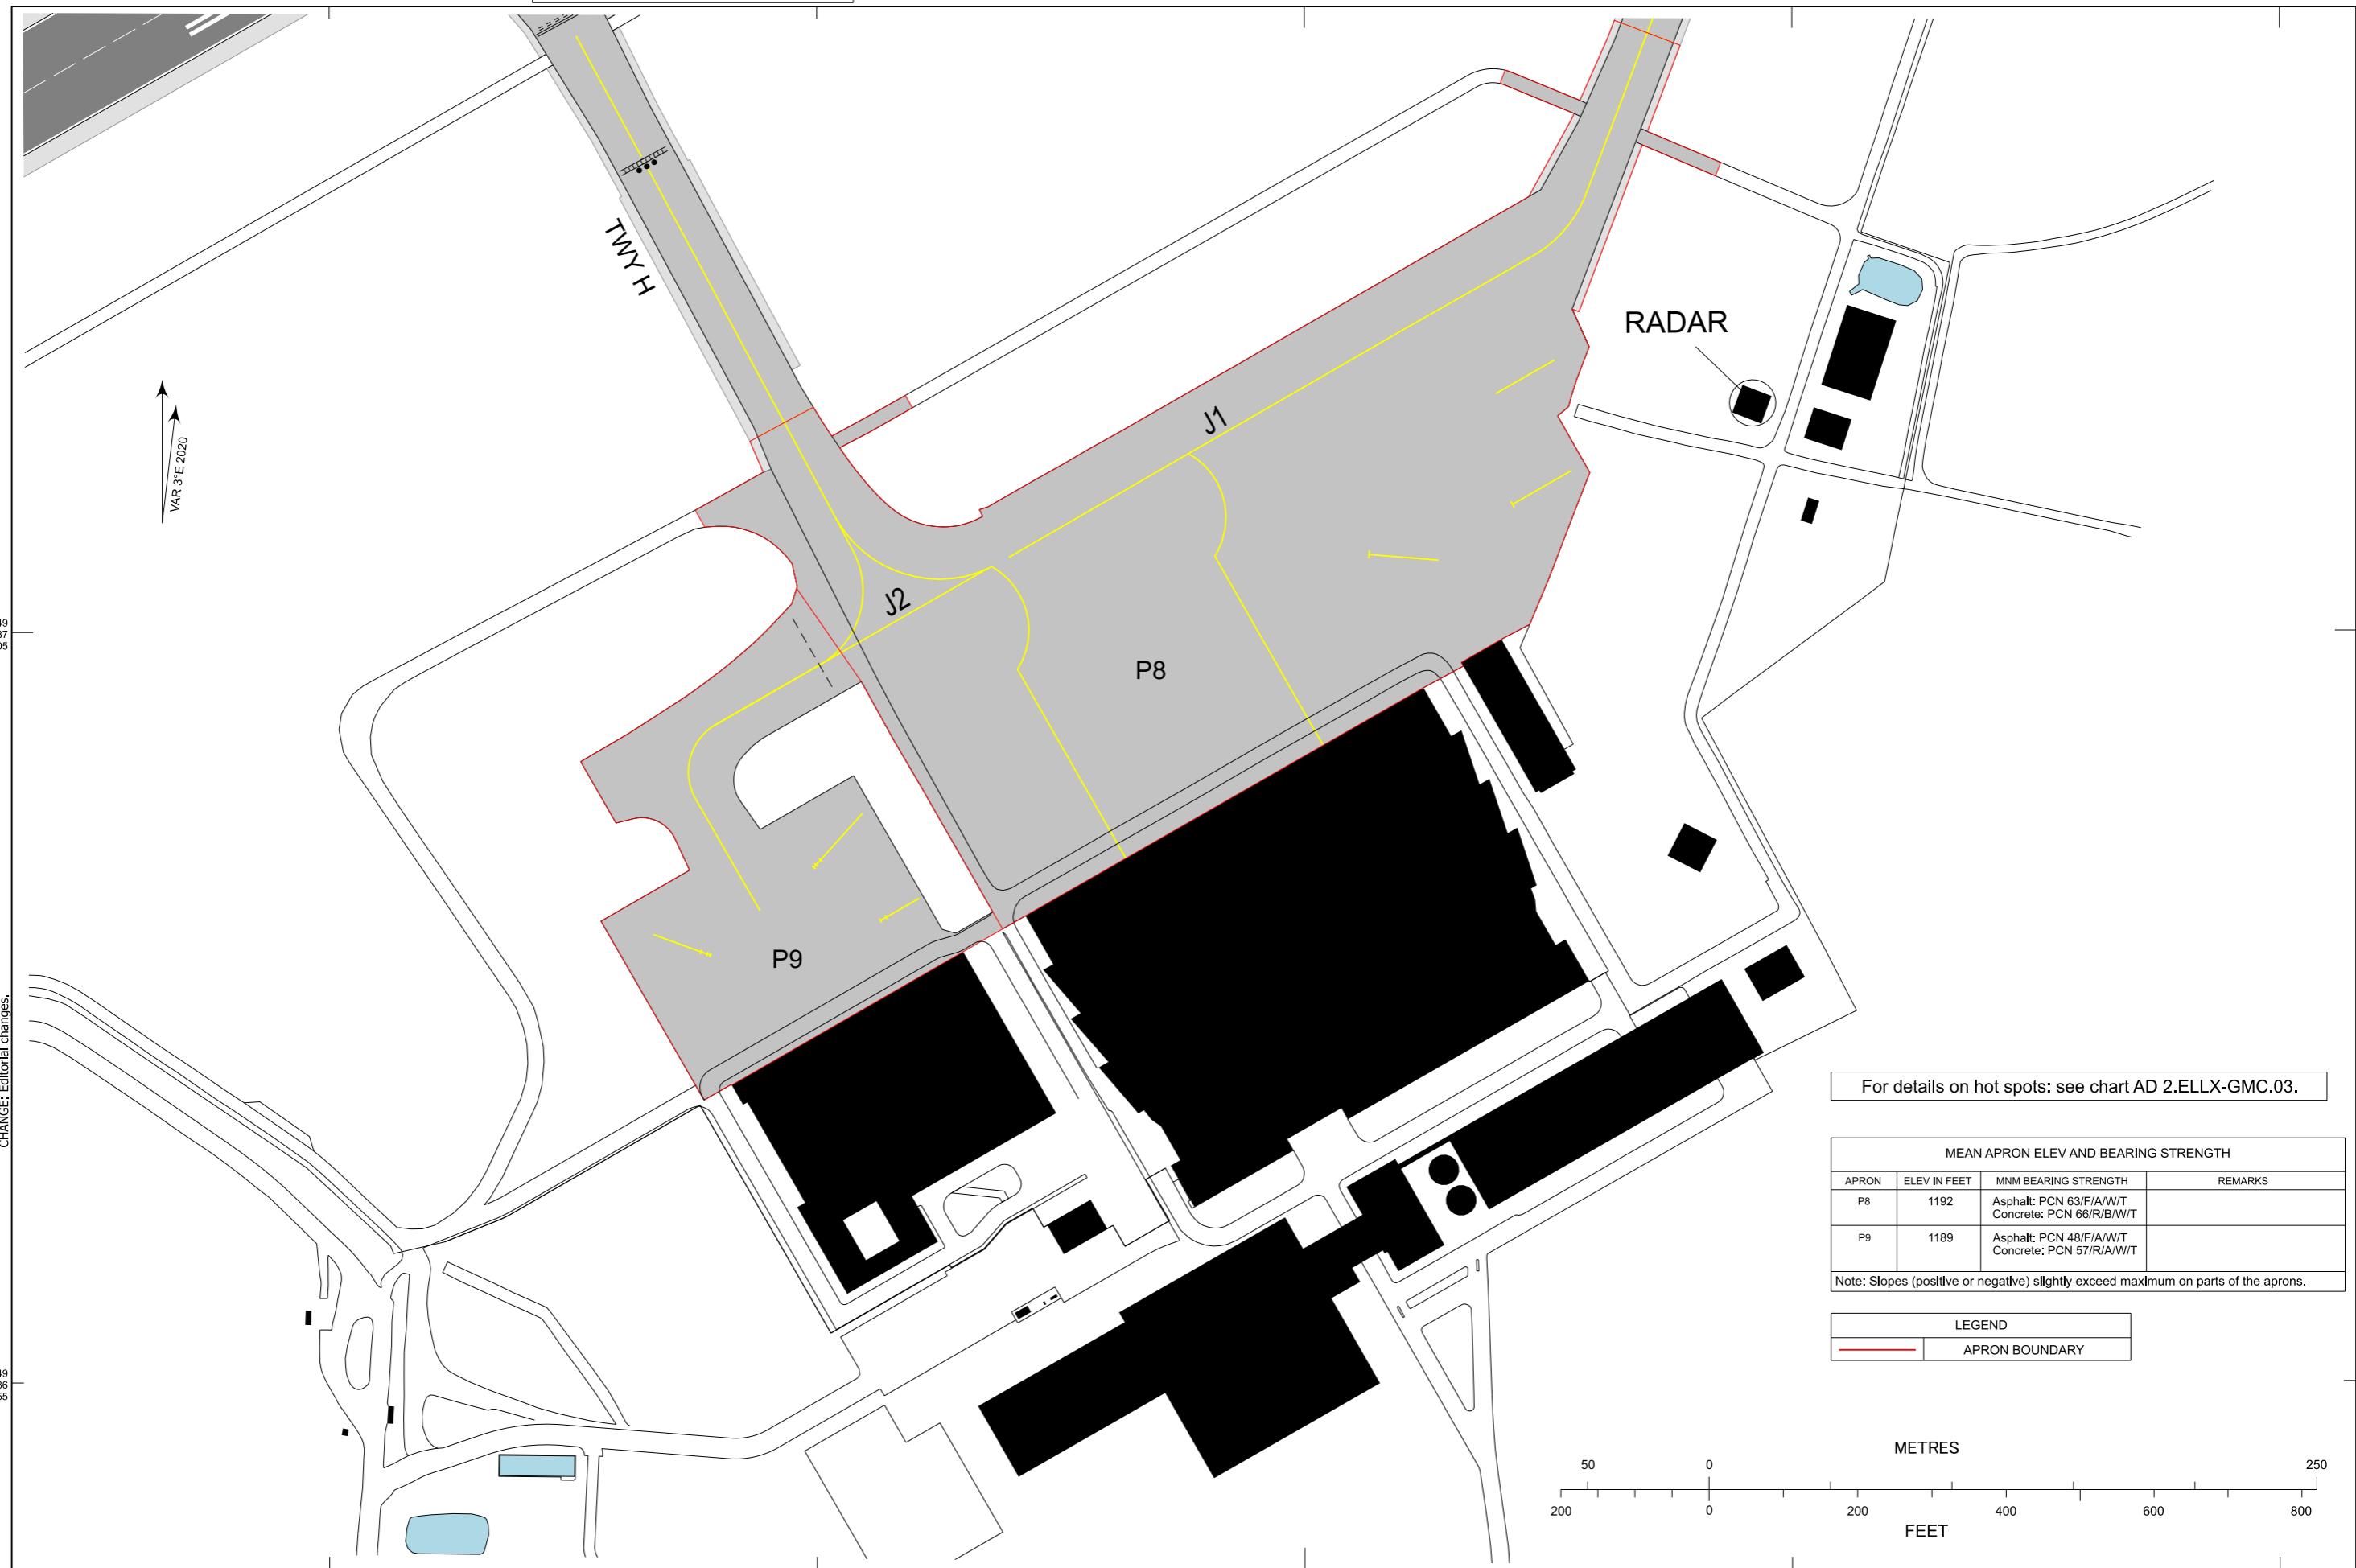 TWY H
VAR 3°E 2020
RADAR
J1
J2
P8
P9
CHANGE: Editorial changes.
For details on hot spots: see chart AD 2.ELLX-GMC.03.
MEAN APRON ELEV AND BEARING STRENGTH
APRON ELEV IN FEET MNM BEARING STRENGTH REMARKS
P8 1192 Asphalt: PCN 63/F/A/W/T
Concrete: PCN 66/R/B/W/T
P9 1189 Asphalt: PCN 48/F/A/W/T
Concrete: PCN 57/R/A/W/T
Note: Slopes (positive or negative) slightly exceed maximum on parts of the aprons.
LEGEND
APRON BOUNDARY
METRES
50 0 250
200 0 200 400 600 800
FEET